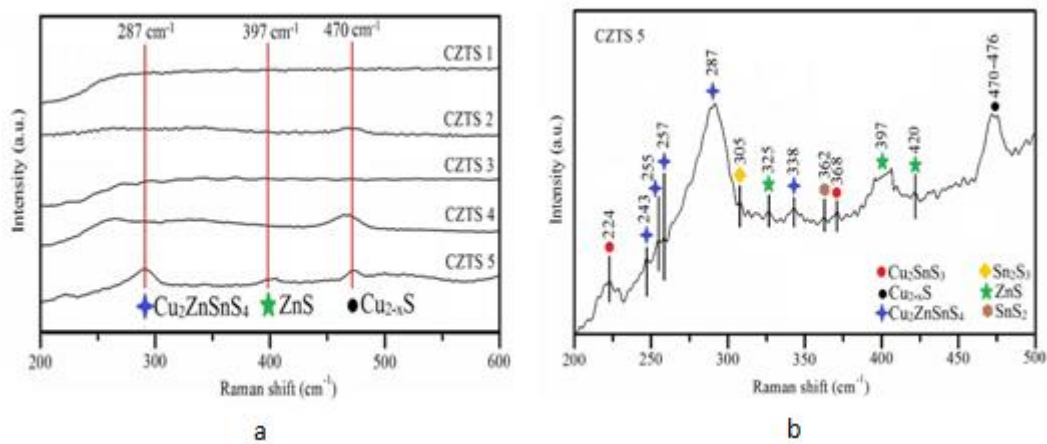 287 cm-1 397 cm-1 470 cm-1
CZTS 1
CZTS 2
CZTS 3
CZTS 4
CZTS 5
Cu2ZnSnS4 ZnS Cu2-xS
Intensity (a.u.)
200 300 400 500 600
Raman shift (cm-1)
a
CZTS 5
224
243
255
257
287
305
325
338
362
368
397
420
470-476
Cu2SnS3 Sn2S3
Cu2-xS ZnS
Cu2ZnSnS4 SnS2
Intensity (a.u.)
200 250 300 350 400 450 500
Raman shift (cm-1)
b